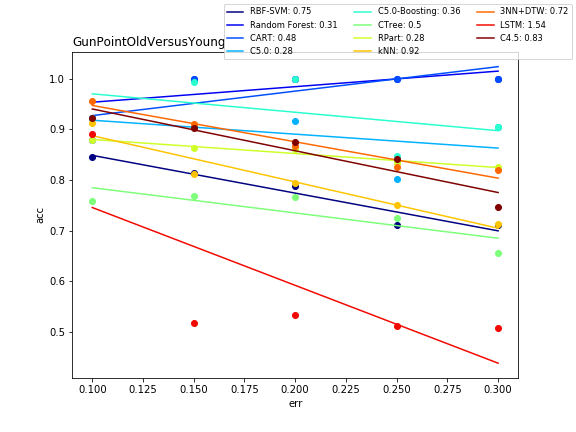 RBF-SVM: 0.75
Random Forest: 0.31
CART: 0.48
C5.0: 0.28
C5.0-Boosting: 0.36
CTree: 0.5
RPart: 0.28
kNN: 0.92
3NN+DTW: 0.72
LSTM: 1.54
C4.5: 0.83
GunPointOldVersusYoung
acc
1.0
0.9
0.8
0.7
0.6
0.5
0.100 0.125 0.150 0.175 0.200 0.225 0.250 0.275 0.300
err